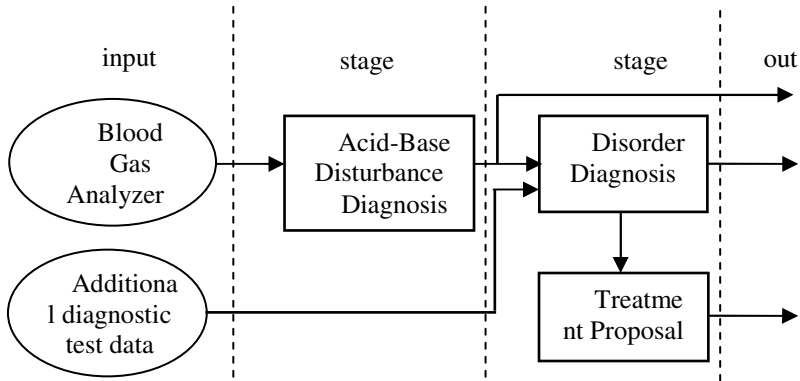 input
stage
stage
out
Blood
Gas
Analyzer
Acid-Base
Disturbance
Diagnosis
Disorder
Diagnosis
Additiona
l diagnostic
test data
Treatme
nt Proposal